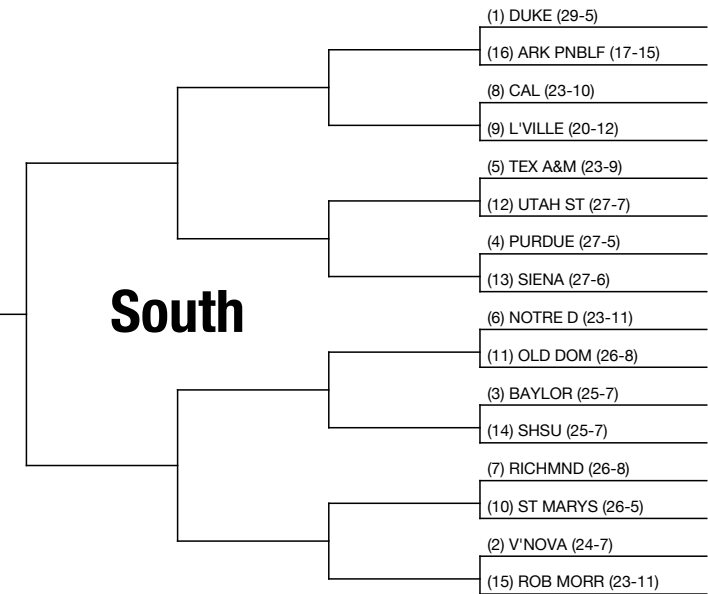 (1) DUKE (29-5)
(16) ARK PNBLF (17-15)
(8) CAL (23-10)
(9) L'VILLE (20-12)
(5) TEX A&M (23-9)
(12) UTAH ST (27-7)
(4) PURDUE (27-5)
(13) SIENA (27-6)
South
(6) NOTRE D (23-11)
(11) OLD DOM (26-8)
(3) BAYLOR (25-7)
(14) SHSU (25-7)
(7) RICHMND (26-8)
(10) ST MARYS (26-5)
(2) V'NOVA (24-7)
(15) ROB MORR (23-11)